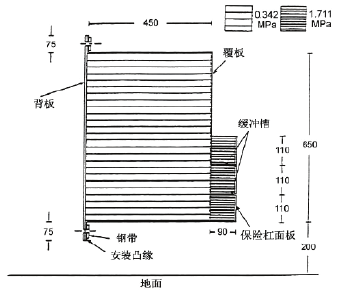 450
0.342
MPa
1.711
MPa
75
覆板
背板
缓冲槽
110
110
110
650
75
90
钢带
安装凸缘
保险杠面板
200
地面